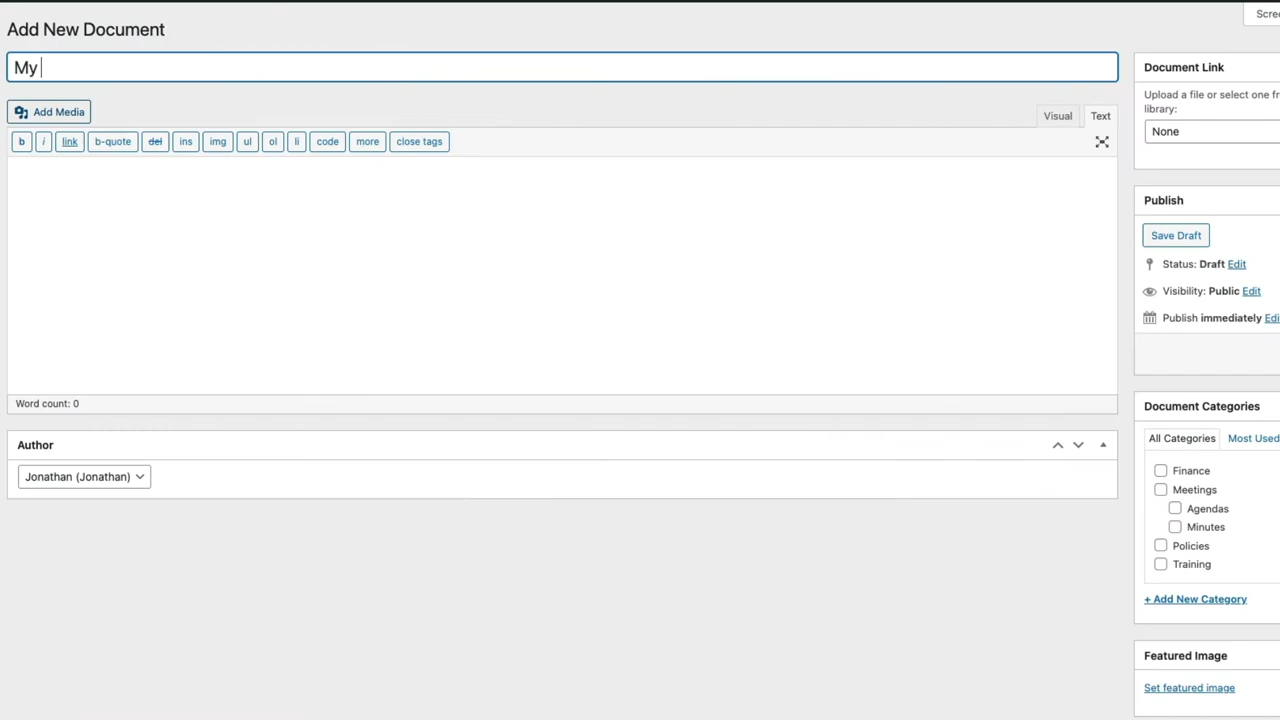 Scre
Add New Document
My
Add Media
Visual Text
b i link b-quote del ins img ul ol li code more close tags
Word count: 0
Author
Jonathan (Jonathan)
Document Link
Upload a file or select one fr
library:
None
Publish
Save Draft
Status: Draft Edit
Visibility: Public Edit
Publish immediately Edi
Document Categories
All Categories Most Used
Finance
Meetings
Agendas
Minutes
Policies
Training
+ Add New Category
Featured Image
Set featured image